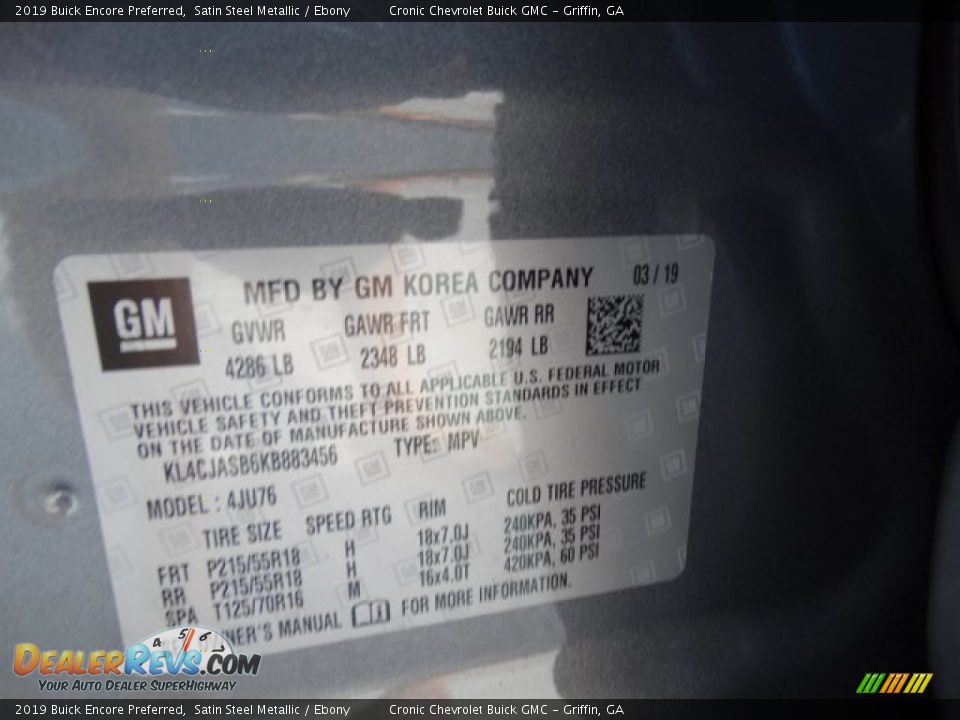 2019 Buick Encore Preferred, Satin Steel Metallic / Ebony Cronic Chevrolet Buick GMC - Griffin, GA
GM
MFD BY GM KOREA COMPANY 03 / 19
GVWR GAWR FRT GAWR RR
4286 LB 2348 LB 2194 LB
THIS VEHICLE CONFORMS TO ALL APPLICABLE U.S. FEDERAL MOTOR
VEHICLE SAFETY AND THEFT PREVENTION STANDARDS IN EFFECT
ON THE DATE OF MANUFACTURE SHOWN ABOVE.
KL4CJASB6KB883456 TYPE: MPV
MODEL : 4JU76
TIRE SIZE SPEED RTG RIM COLD TIRE PRESSURE
FRT P215/55R18 H 18x7.0J 240KPA, 35 PSI
RR P215/55R18 H 18x7.0J 240KPA, 35 PSI
SPA T125/70R16 M 16x4.0T 420KPA, 60 PSI
NER'S MANUAL FOR MORE INFORMATION.
4 5 6
DEALERREVS.COM
YOUR AUTO DEALER SUPERHIGHWAY
2019 Buick Encore Preferred, Satin Steel Metallic / Ebony Cronic Chevrolet Buick GMC - Griffin, GA